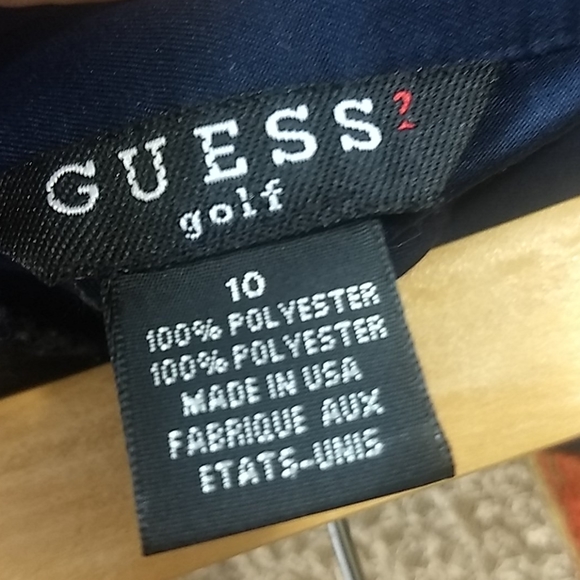 GUESS?
golf
10
100% POLYESTER
100% POLYESTER
MADE IN USA
FABRIQUE AUX
ETATS-UNIS